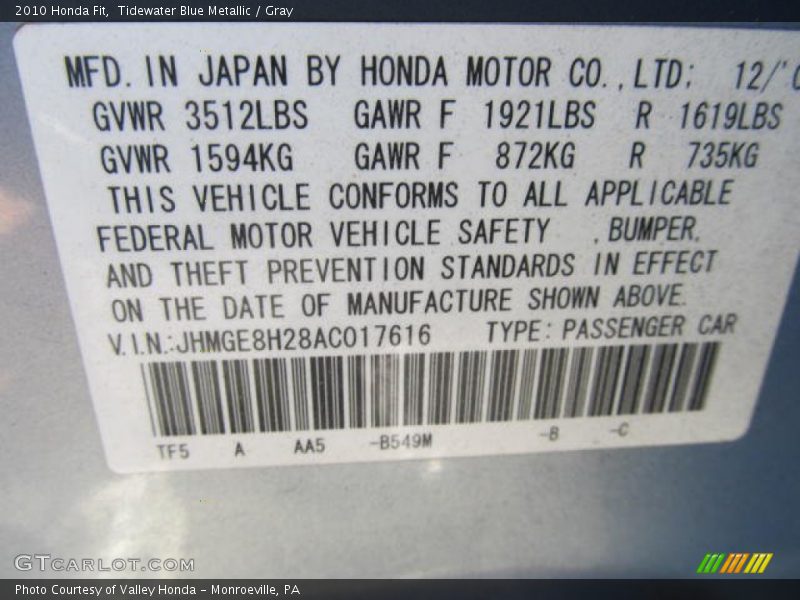 2010 Honda Fit, Tidewater Blue Metallic / Gray
MFD. IN JAPAN BY HONDA MOTOR CO.,LTD; 12/'0
GVWR 3512LBS GAWR F 1921LBS R 1619LBS
GVWR 1594KG GAWR F 872KG R 735KG
THIS VEHICLE CONFORMS TO ALL APPLICABLE
FEDERAL MOTOR VEHICLE SAFETY , BUMPER,
AND THEFT PREVENTION STANDARDS IN EFFECT
ON THE DATE OF MANUFACTURE SHOWN ABOVE.
V.I.N.:JHMGE8H28AC017616 TYPE: PASSENGER CAR
TF5 A AA5 -B549M -B -C
GTCARLOT.COM
Photo Courtesy of Valley Honda – Monroeville, PA